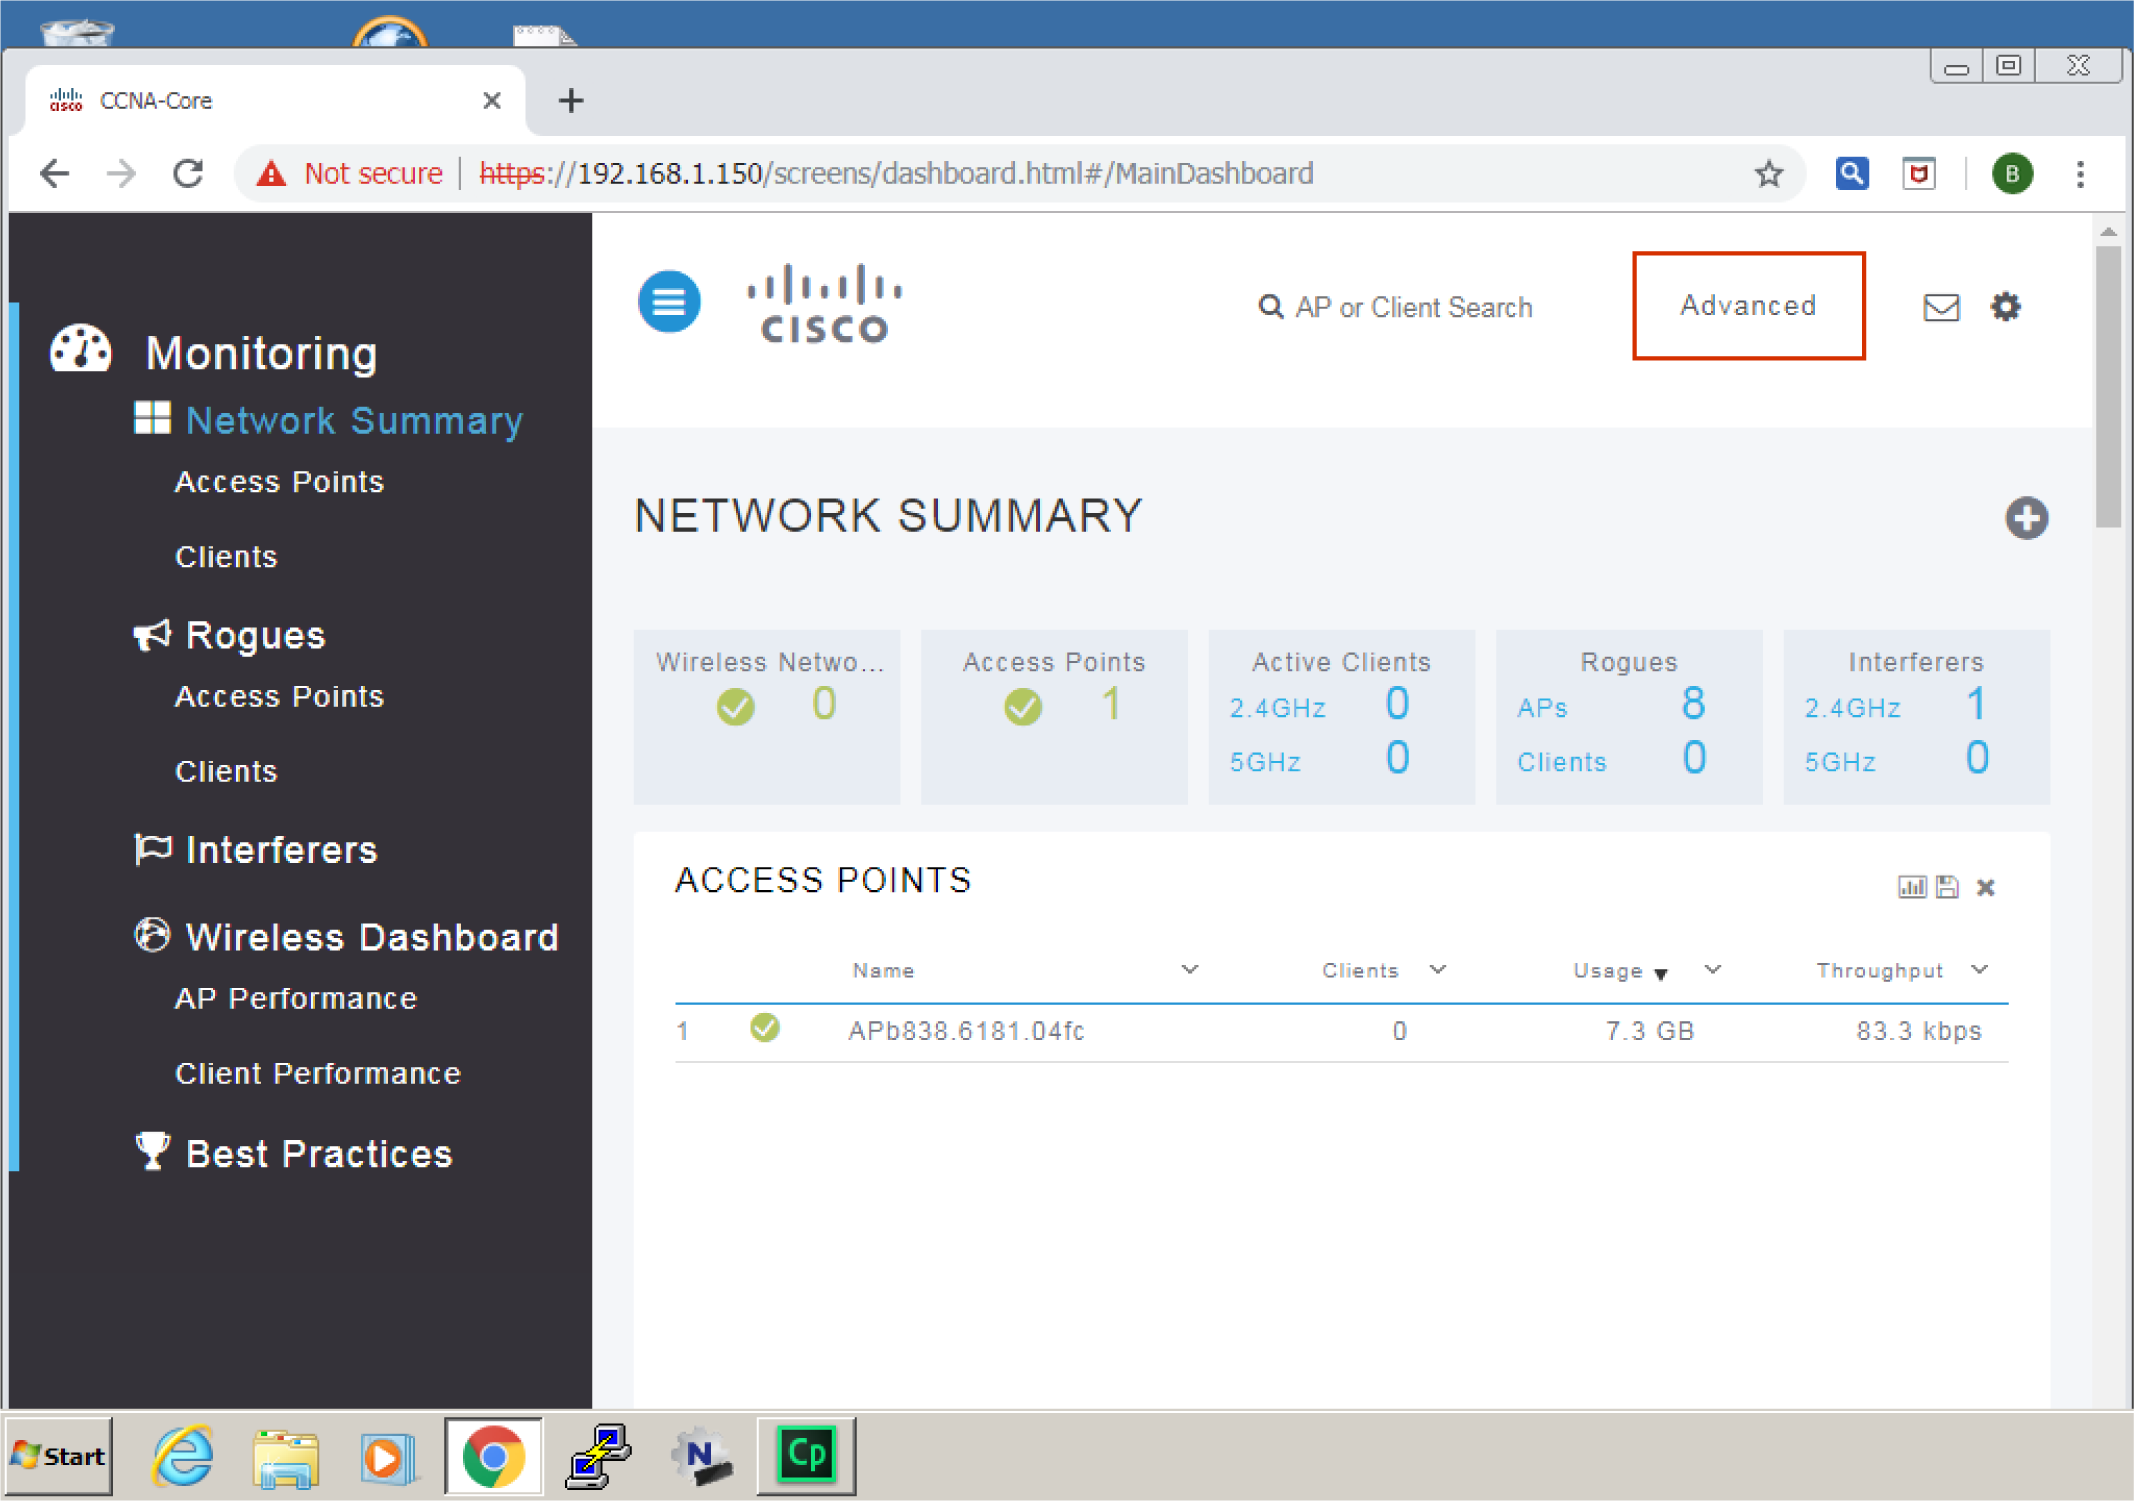 cisco CCNA-Core
Not secure | https://192.168.1.150/screens/dashboard.html#/MainDashboard
B
Monitoring
Network Summary
Access Points
Clients
Rogues
Access Points
Clients
Interferers
Wireless Dashboard
AP Performance
Client Performance
Best Practices
CISCO
AP or Client Search
Advanced
NETWORK SUMMARY
Wireless Netwo...
0
Access Points
1
Active Clients
2.4GHz 0
5GHz 0
Rogues
APs 8
Clients 0
Interferers
2.4GHz 1
5GHz 0
ACCESS POINTS
Name Clients Usage Throughput
1 APb838.6181.04fc 0 7.3 GB 83.3 kbps
Start
N
Cp